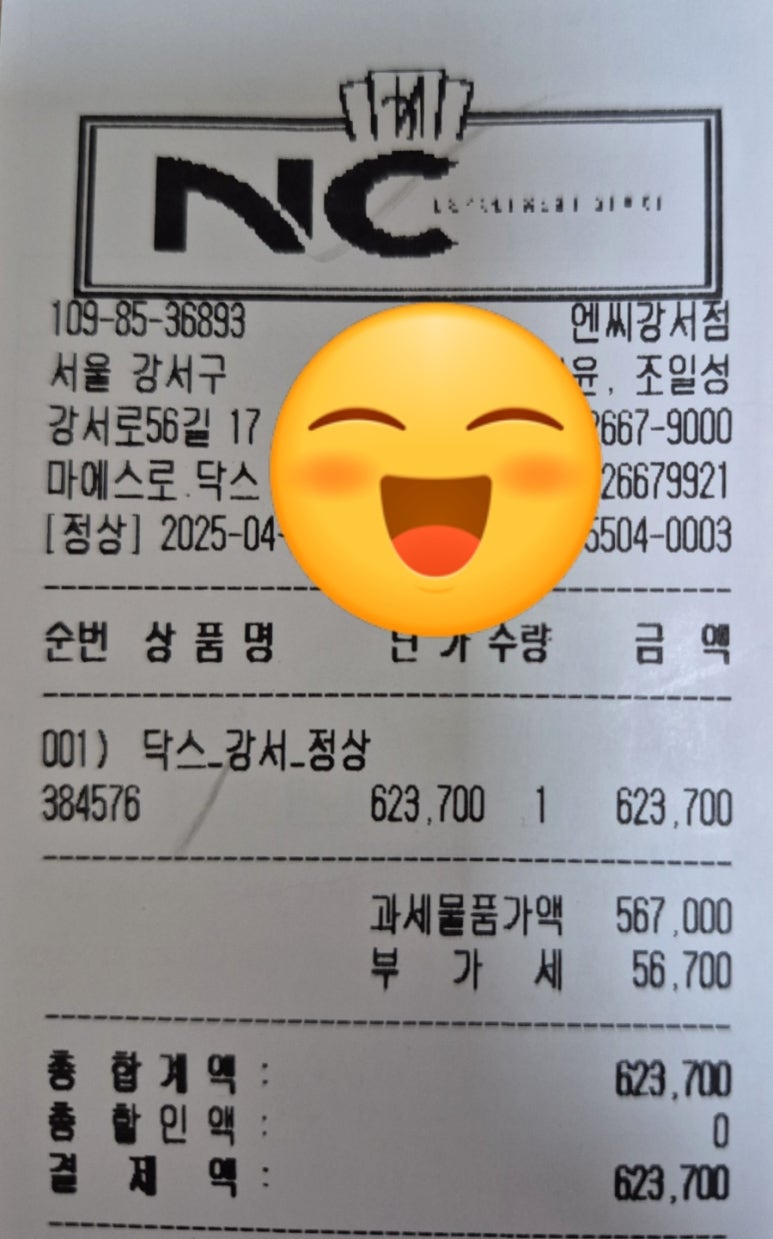 NC
109-85-36893 엔씨강서점
서울 강서구 윤, 조일성
강서로56길 17 2667-9000
마에스로.닥스 26679921
[정상] 2025-04- 5504-0003
순번 상 품 명 단 가 수량 금 액
001) 닥스_강서_정상
384576 623,700 1 623,700
과세물품가액 567,000
부 가 세 56,700
총 합 계 액 : 623,700
총 할 인 액 : 0
결 제 액 : 623,700